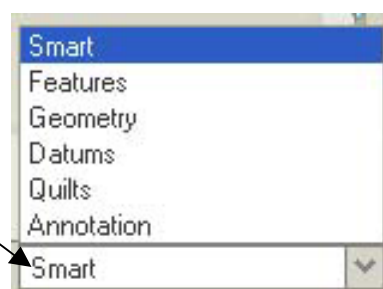 Smart
Features
Geometry
Datums
Quilts
Annotation
Smart